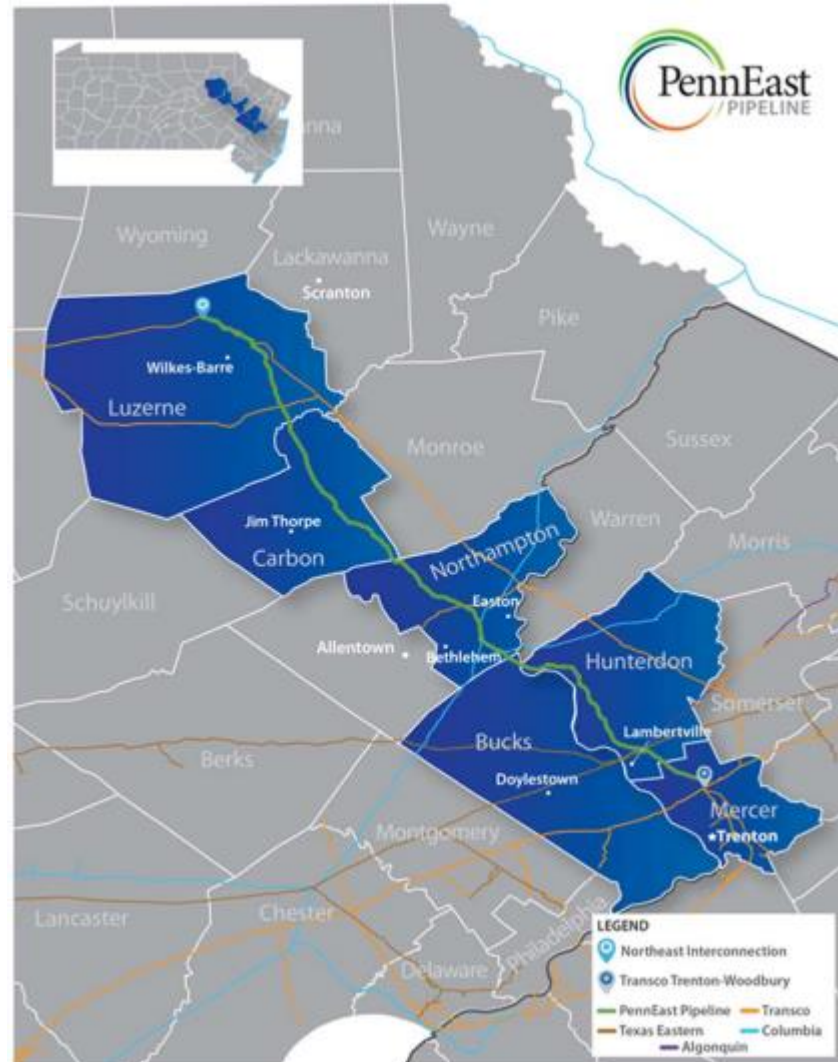 PennEast
PIPELINE
anna
Wyoming
Lackawanna
Scranton
Wayne
Pike
Wilkes-Barre
Luzerne
Monroe
Sussex
Jim Thorpe
Carbon
Northampton
Warren
Morris
Schuylkill
Easton
Allentown
Bethlehem
Hunterdon
Somerset
Lambertville
Bucks
Berks
Doylestown
Mercer
Trenton
Montgomery
Lancaster
Chester
Philadelphia
Delaware
LEGEND
Northeast Interconnection
Transco Trenton-Woodbury
PennEast Pipeline Transco
Texas Eastern Columbia
Algonquin